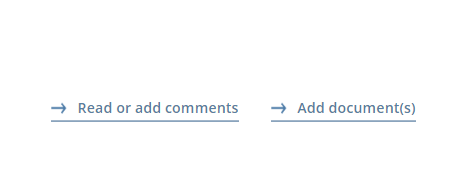 → Read or add comments → Add document(s)